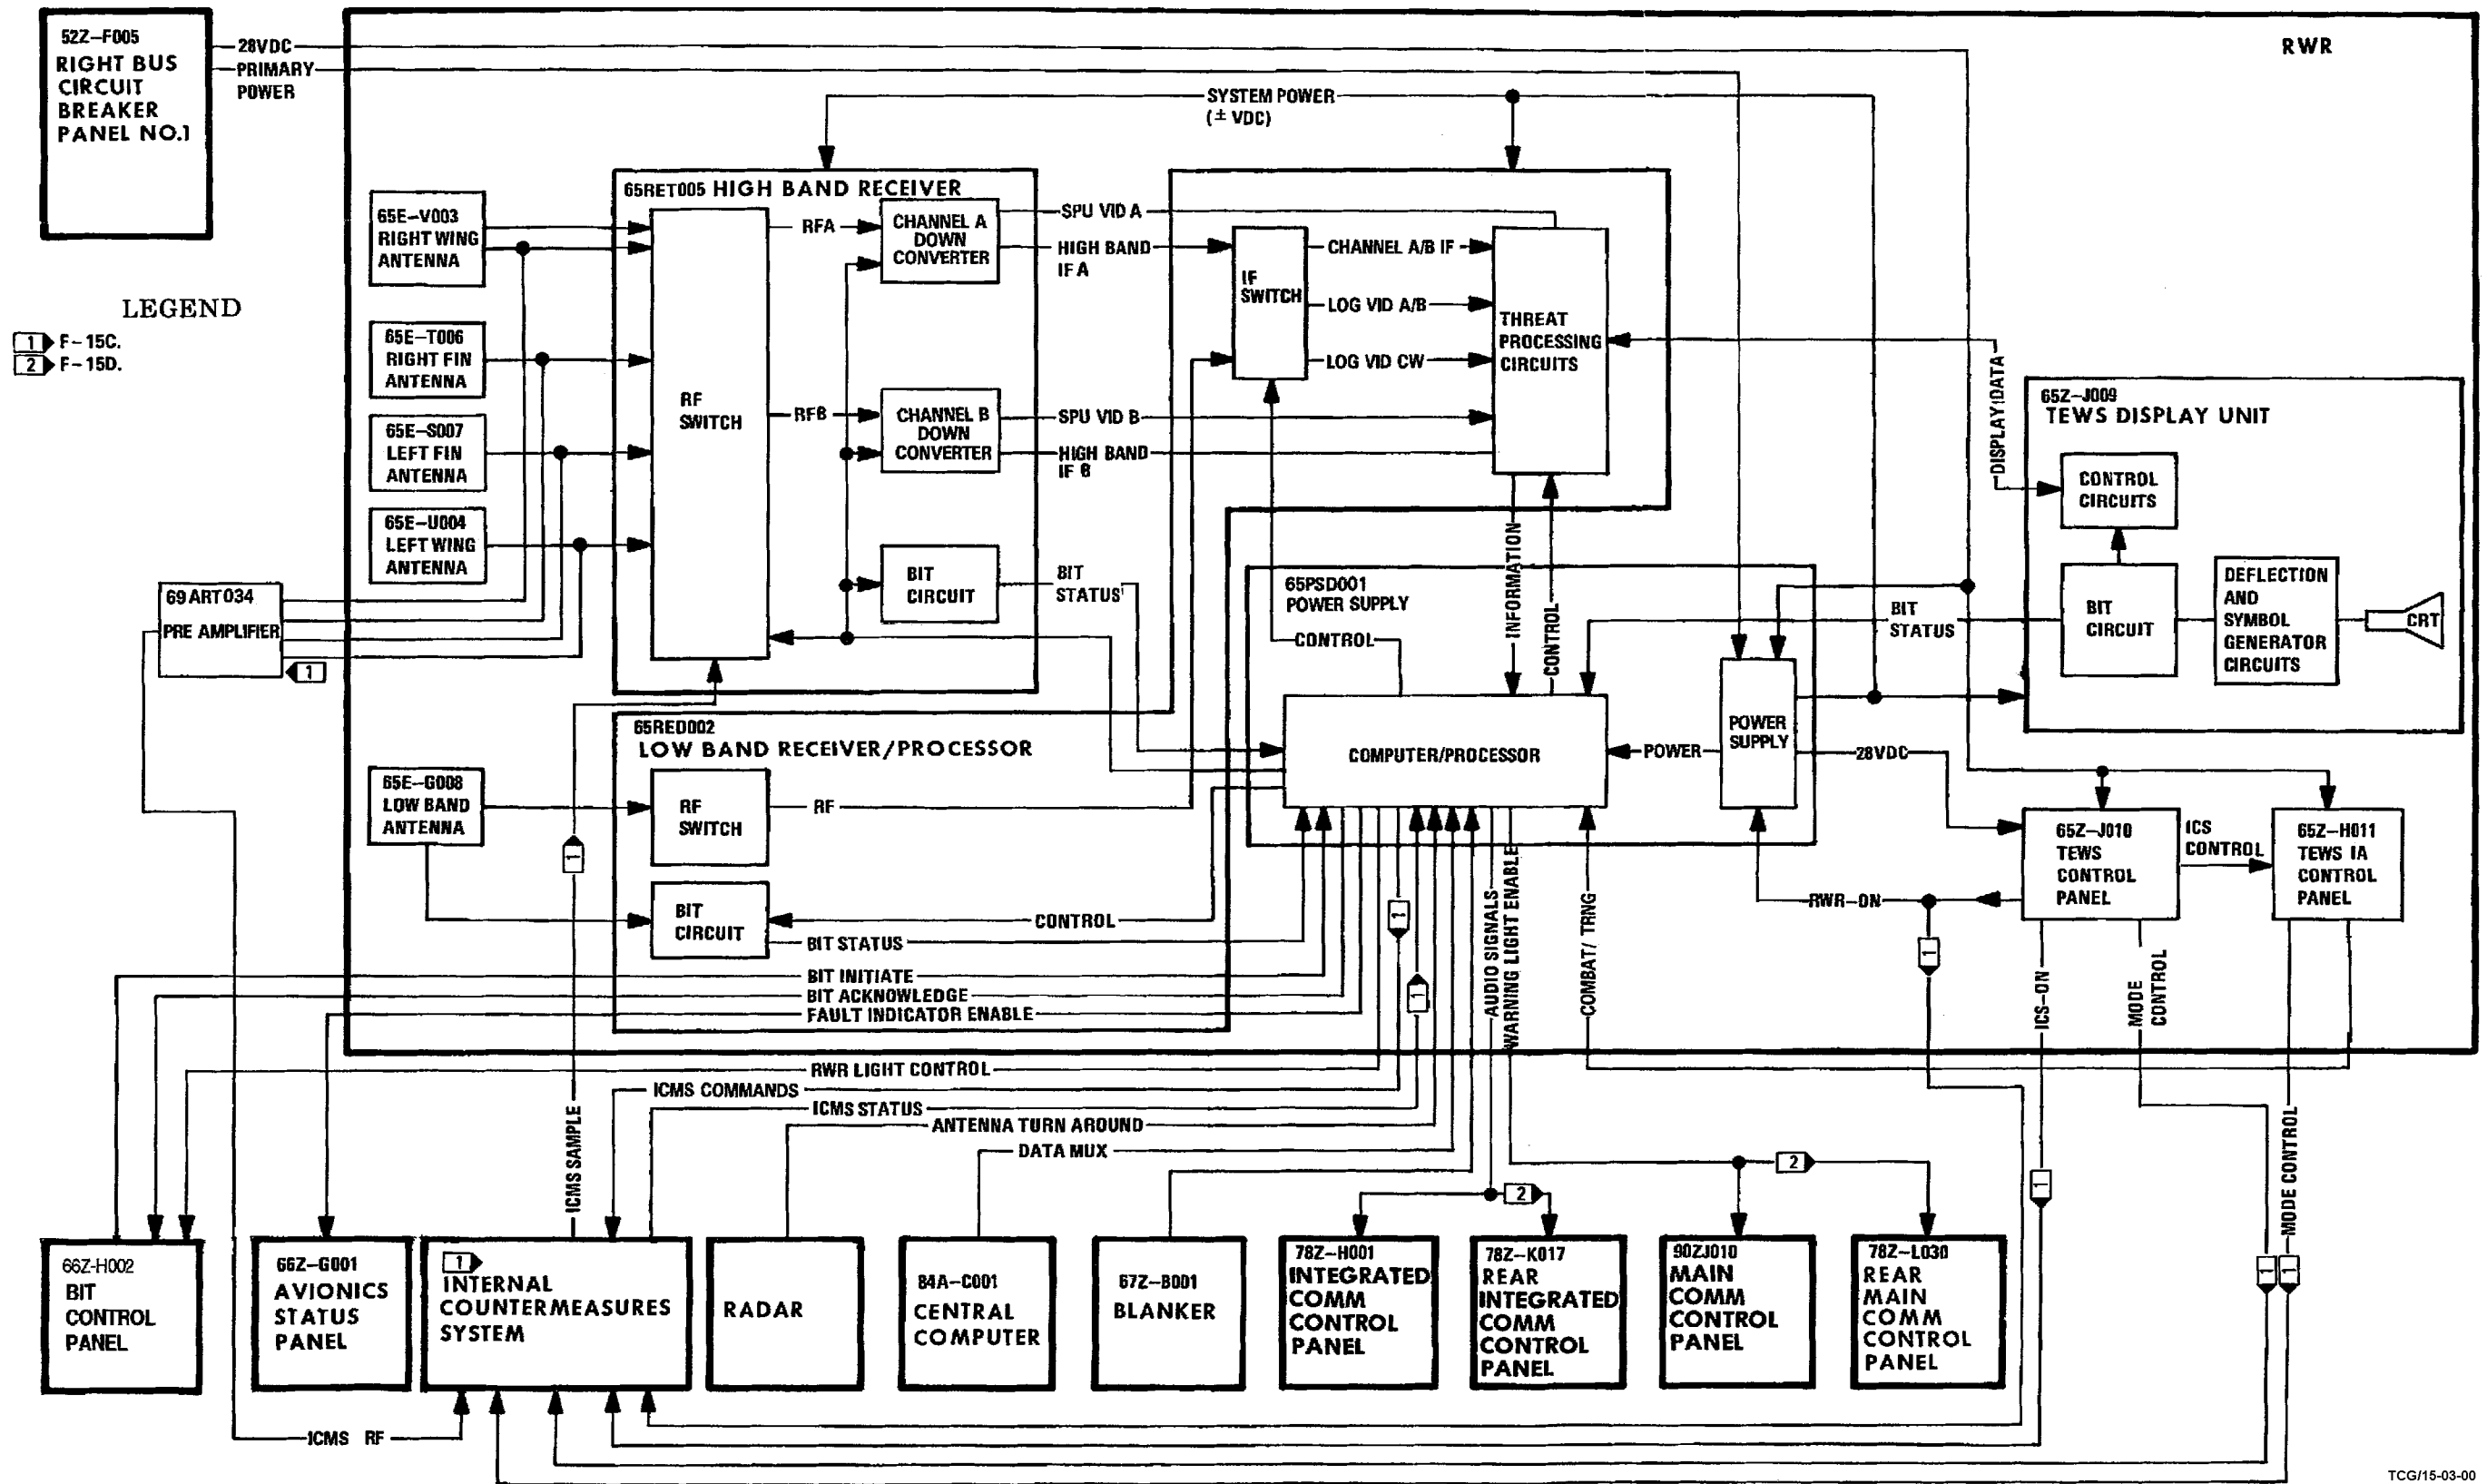 52Z-F005
RIGHT BUS
CIRCUIT
BREAKER
PANEL NO.1
28VDC
PRIMARY
POWER
RWR
SYSTEM POWER
(± VDC)
LEGEND
1 F-15C.
2 F-15D.
65E-V003
RIGHT WING
ANTENNA
65E-T006
RIGHT FIN
ANTENNA
65E-S007
LEFT FIN
ANTENNA
65E-U004
LEFT WING
ANTENNA
69ART034
PRE AMPLIFIER
1
65RET005 HIGH BAND RECEIVER
RF
SWITCH
RFA
RFB
CHANNEL A
DOWN
CONVERTER
CHANNEL B
DOWN
CONVERTER
BIT
CIRCUIT
SPU VID A
HIGH BAND
IF A
SPU VID B
HIGH BAND
IF B
BIT
STATUS
IF
SWITCH
CHANNEL A/B IF
LOG VID A/B
LOG VID CW
THREAT
PROCESSING
CIRCUITS
DISPLAY DATA
INFORMATION
CONTROL
65Z-J009
TEWS DISPLAY UNIT
CONTROL
CIRCUITS
BIT
CIRCUIT
DEFLECTION
AND
SYMBOL
GENERATOR
CIRCUITS
CRT
BIT
STATUS
65PSD001
POWER SUPPLY
CONTROL
COMPUTER/PROCESSOR
POWER
POWER
SUPPLY
28VDC
65RED002
LOW BAND RECEIVER/PROCESSOR
65E-G008
LOW BAND
ANTENNA
RF
SWITCH
RF
BIT
CIRCUIT
CONTROL
BIT STATUS
BIT INITIATE
BIT ACKNOWLEDGE
FAULT INDICATOR ENABLE
1
1
1
AUDIO SIGNALS
WARNING LIGHT ENABLE
COMBAT/ TRNG
RWR-ON
1
65Z-J010
TEWS
CONTROL
PANEL
ICS
CONTROL
65Z-H011
TEWS IA
CONTROL
PANEL
ICS-ON
MODE
CONTROL
MODE CONTROL
RWR LIGHT CONTROL
ICMS COMMANDS
ICMS STATUS
ANTENNA TURN AROUND
DATA MUX
ICMS SAMPLE
2
2
1
1
1
66Z-H002
BIT
CONTROL
PANEL
66Z-G001
AVIONICS
STATUS
PANEL
1
INTERNAL
COUNTERMEASURES
SYSTEM
RADAR
84A-C001
CENTRAL
COMPUTER
67Z-B001
BLANKER
78Z-H001
INTEGRATED
COMM
CONTROL
PANEL
78Z-K017
REAR
INTEGRATED
COMM
CONTROL
PANEL
90ZJ010
MAIN
COMM
CONTROL
PANEL
78Z-L030
REAR
MAIN
COMM
CONTROL
PANEL
ICMS RF
TCG/15-03-00